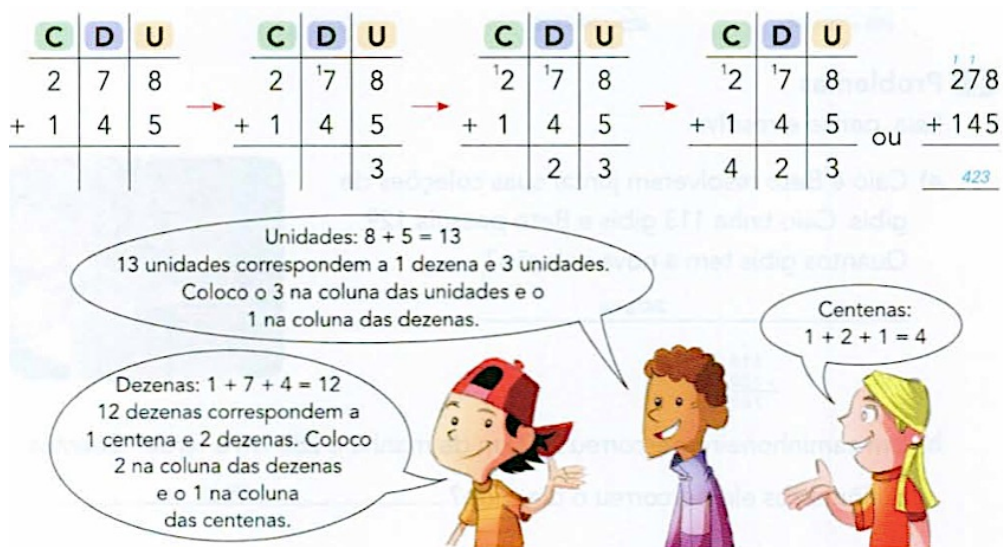 C D U
2 7 8
+ 1 4 5
C D U
2 ¹7 8
+ 1 4 5
3
C D U
¹2 ¹7 8
+ 1 4 5
2 3
C D U
¹2 ¹7 8
+ 1 4 5
4 2 3
ou
1 1
278
+ 145
423
Unidades: 8 + 5 = 13
13 unidades correspondem a 1 dezena e 3 unidades.
Coloco o 3 na coluna das unidades e o
1 na coluna das dezenas.
Dezenas: 1 + 7 + 4 = 12
12 dezenas correspondem a
1 centena e 2 dezenas. Coloco
2 na coluna das dezenas
e o 1 na coluna
das centenas.
Centenas:
1 + 2 + 1 = 4